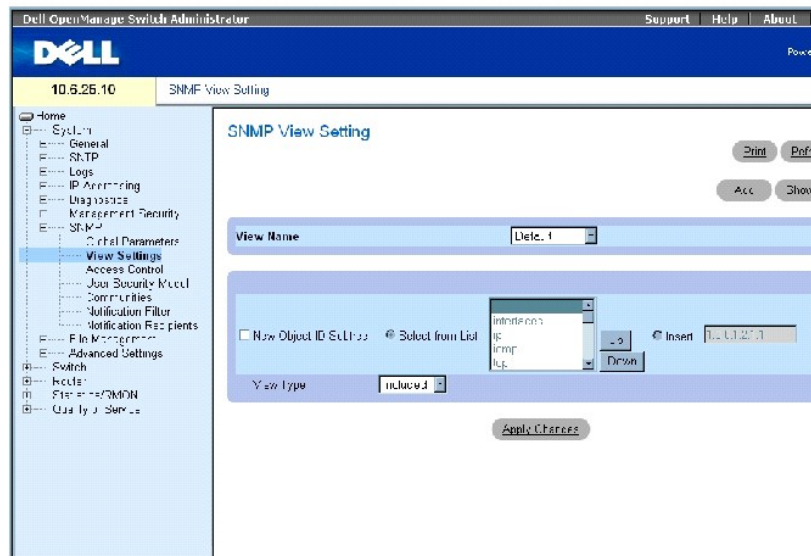 Dell OpenManage Switch Administrator
Support Help About
DELL
Powe
10.6.25.10
SNMP View Setting
Home
System
General
SNTP
Logs
IP Addressing
Diagnostics
Management Security
SNMP
Global Parameters
View Settings
Access Control
User Security Model
Communities
Notification Filter
Notification Recipients
File Management
Advanced Settings
Switch
Router
Statistics/RMON
Quality of Service
SNMP View Setting
Print Refr
Add Show
View Name Default
New Object ID Subtree Select from List
interfaces
ip
icmp
tcp
Up
Down
Insert
View Type Included
Apply Changes